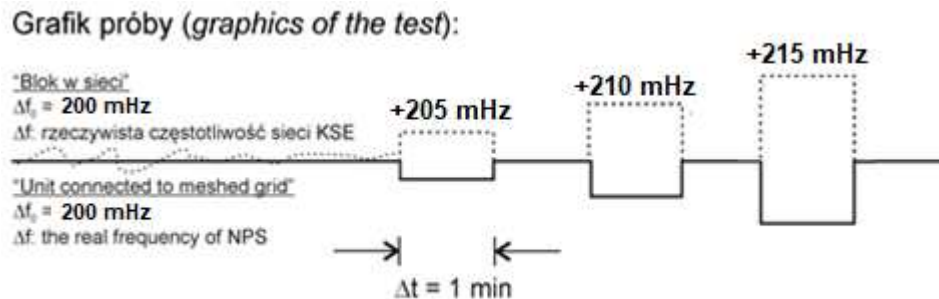 Grafik próby (graphics of the test):
"Blok w sieci"
Δf₀ = 200 mHz
Δf: rzeczywista częstotliwość sieci KSE
"Unit connected to meshed grid"
Δf₀ = 200 mHz
Δf: the real frequency of NPS
+205 mHz
+210 mHz
+215 mHz
Δt = 1 min